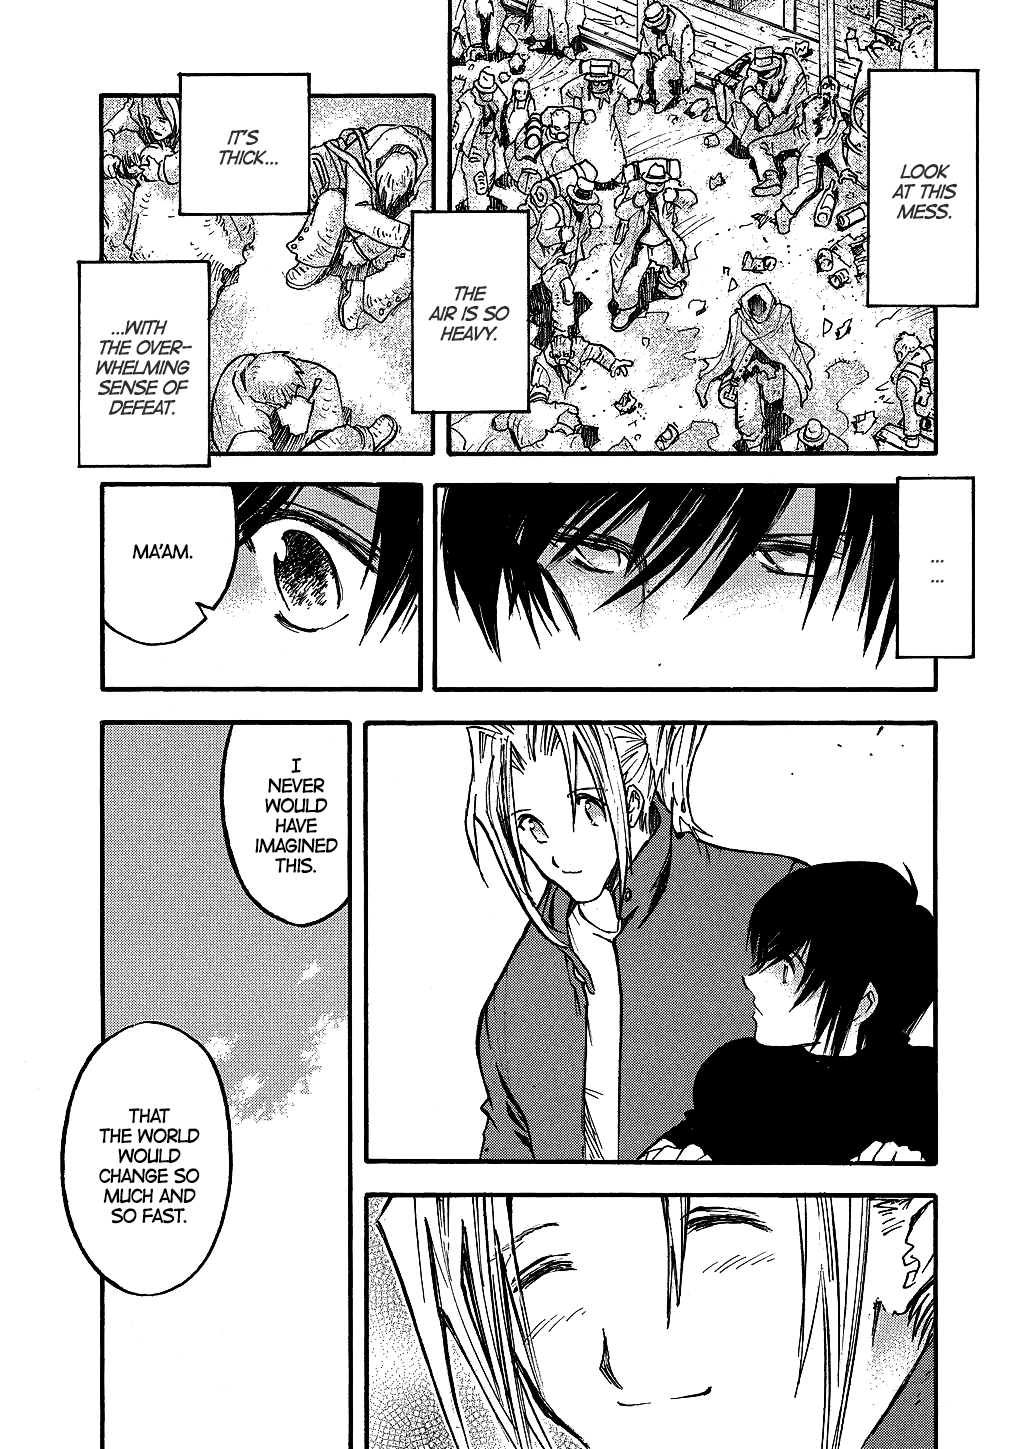 LOOK
AT THIS
MESS.
THE
AIR IS SO
HEAVY.
IT'S
THICK...
...WITH
THE OVER-
WHELMING
SENSE OF
DEFEAT.
...
...
MA'AM.
I
NEVER
WOULD
HAVE
IMAGINED
THIS.
THAT
THE WORLD
WOULD
CHANGE SO
MUCH AND
SO FAST.